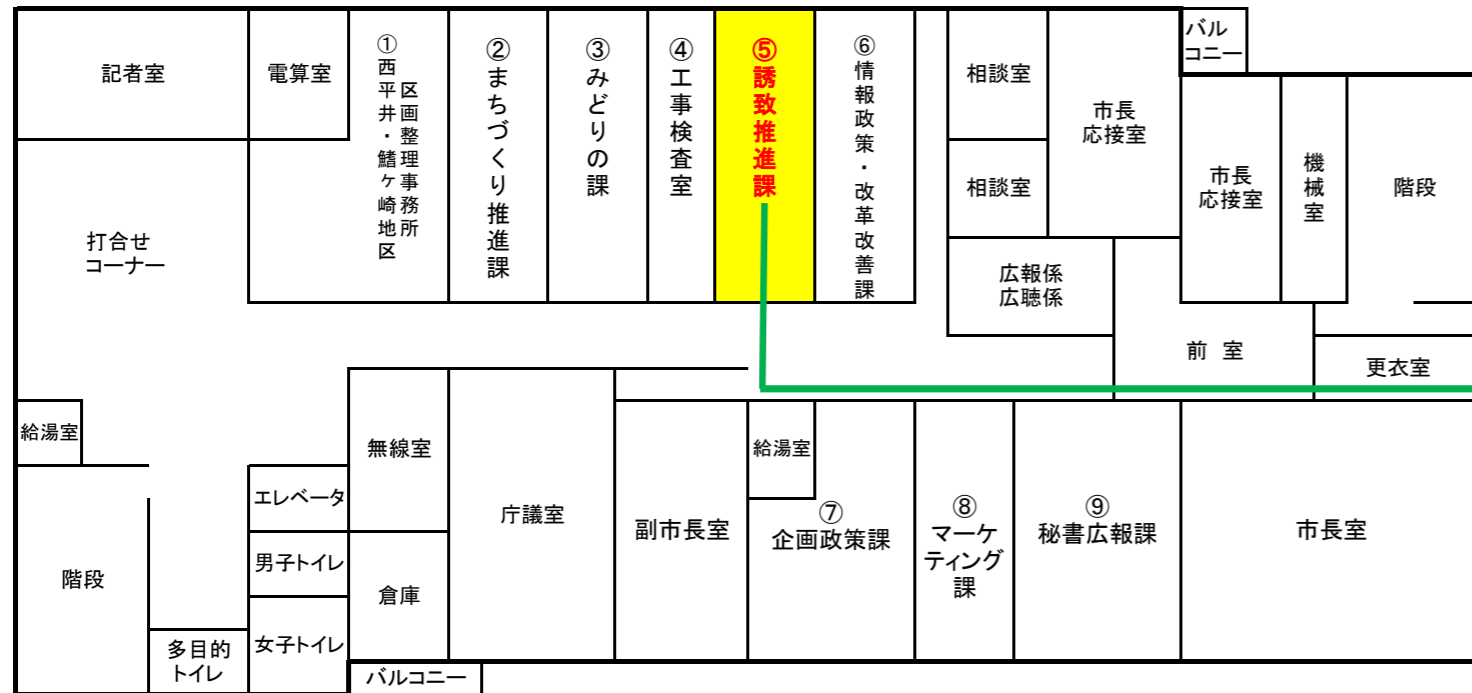 記者室
電算室
①
西平井・鰭ヶ崎地区
区画整理事務所
②
まちづくり推進課
③
みどりの課
④
工事検査室
⑤
誘致推進課
⑥
情報政策・改革改善課
相談室
相談室
市長
応接室
バル
コニー
市長
応接室
機械室
階段
打合せ
コーナー
広報係
広聴係
前 室
更衣室
給湯室
無線室
エレベータ
男子トイレ
女子トイレ
倉庫
階段
多目的
トイレ
バルコニー
庁議室
副市長室
給湯室
⑦
企画政策課
⑧
マーケ
ティング
課
⑨
秘書広報課
市長室